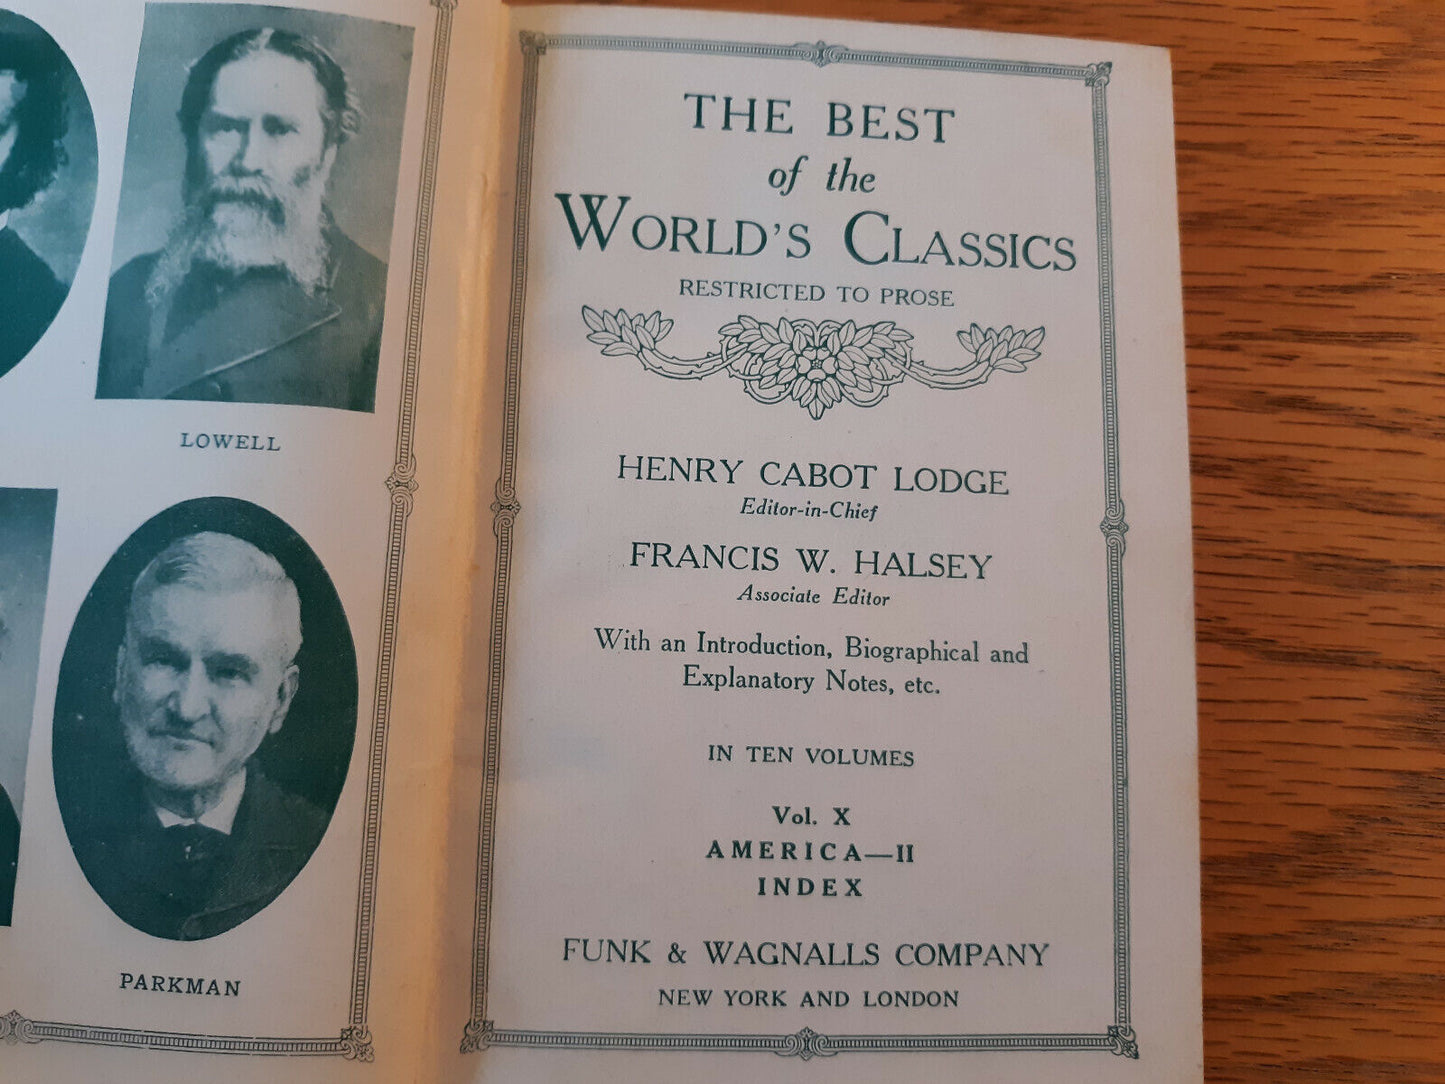 LOWELL
PARKMAN
THE BEST
of the
WORLD'S CLASSICS
RESTRICTED TO PROSE
HENRY CABOT LODGE
Editor-in-Chief
FRANCIS W. HALSEY
Associate Editor
With an Introduction, Biographical and
Explanatory Notes, etc.
IN TEN VOLUMES
Vol. X
AMERICA—II
INDEX
FUNK & WAGNALLS COMPANY
NEW YORK AND LONDON